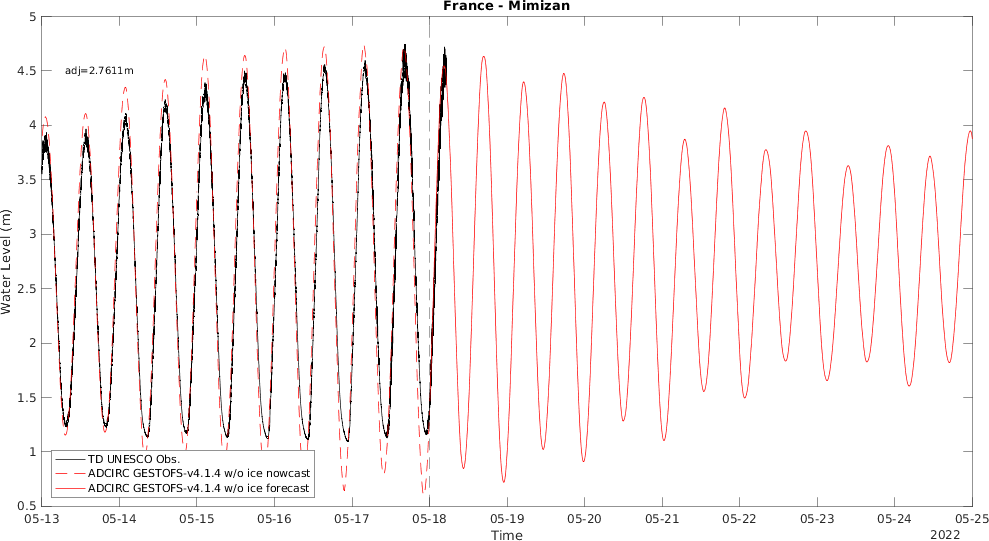 France - Mimizan
5
4.5
4
3.5
3
2.5
2
1.5
1
0.5
Water Level (m)
adj=2.7611m
TD UNESCO Obs.
ADCIRC GESTOFS-v4.1.4 w/o ice nowcast
ADCIRC GESTOFS-v4.1.4 w/o ice forecast
05-13 05-14 05-15 05-16 05-17 05-18 05-19 05-20 05-21 05-22 05-23 05-24 05-25
Time
2022